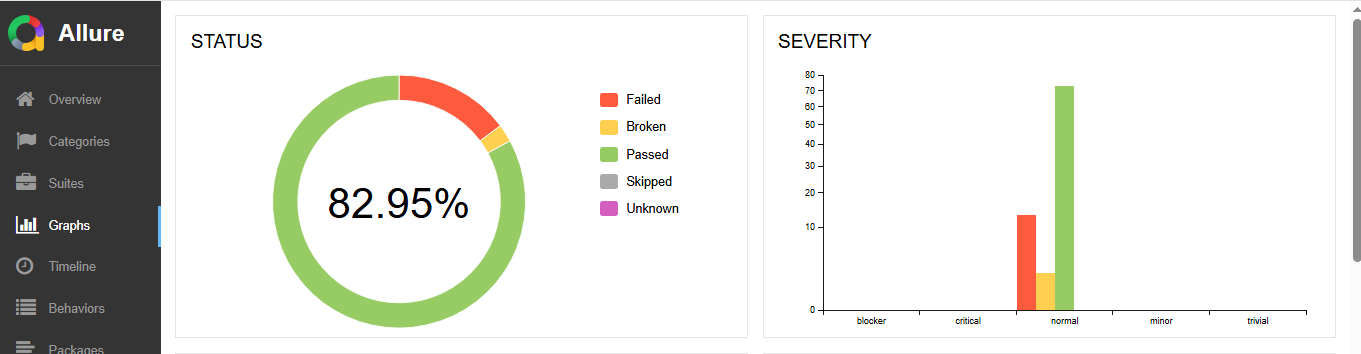 Allure
Overview
Categories
Suites
Graphs
Timeline
Behaviors
Packages
STATUS
82.95%
Failed
Broken
Passed
Skipped
Unknown
SEVERITY
80
70
60
50
40
30
20
10
0
blocker
critical
normal
minor
trivial